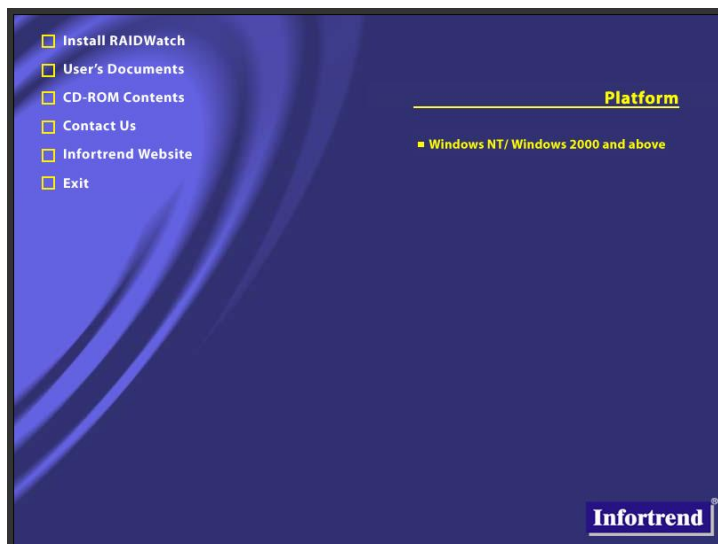 Install RAIDWatch
User's Documents
CD-ROM Contents
Contact Us
Infortrend Website
Exit
Platform
Windows NT/ Windows 2000 and above
Infortrend®